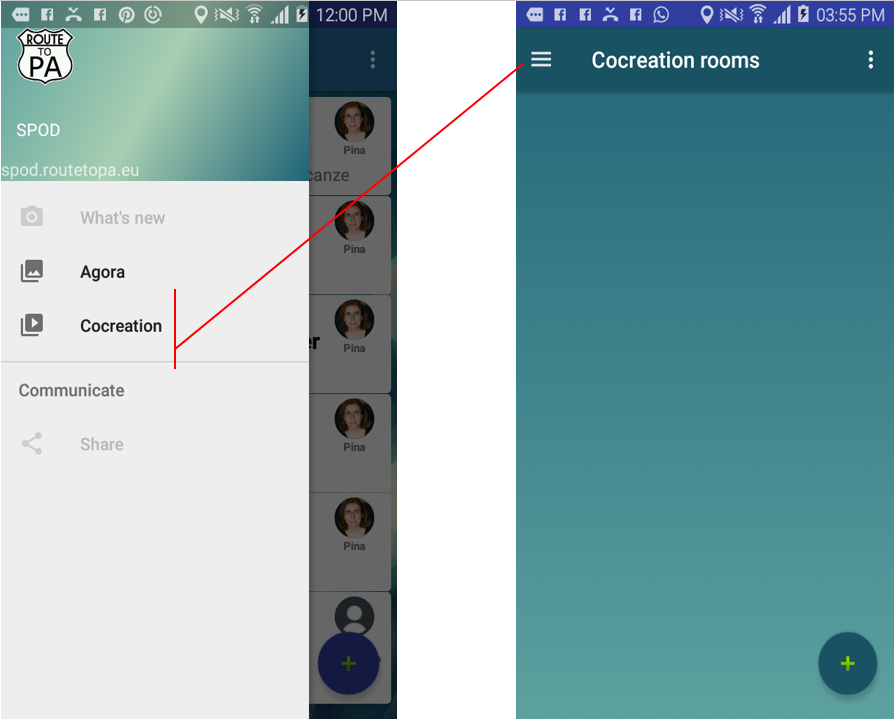 12:00 PM
ROUTE
TO
PA
SPOD
spod.routetopa.eu
What's new
Agora
Cocreation
Communicate
Share
Pina
canze
Pina
Pina
er
Pina
Pina
+
03:55 PM
Cocreation rooms
+